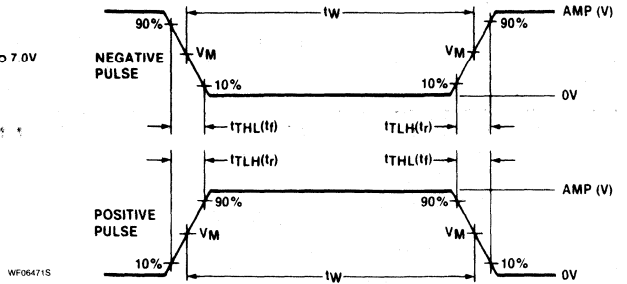 tW
90%
90%
AMP (V)
7.0V
NEGATIVE
PULSE
VM
VM
10%
10%
0V
tTHL(tf)
tTLH(tr)
tTLH(tr)
tTHL(tf)
AMP (V)
90%
90%
POSITIVE
PULSE
VM
VM
10%
10%
WF06471S
tW
0V